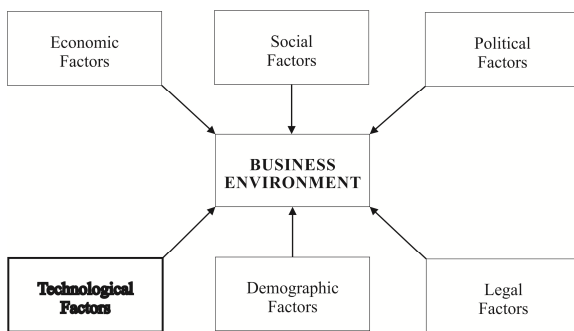 Economic
Factors
Social
Factors
Political
Factors
BUSINESS
ENVIRONMENT
Technological
Factors
Demographic
Factors
Legal
Factors